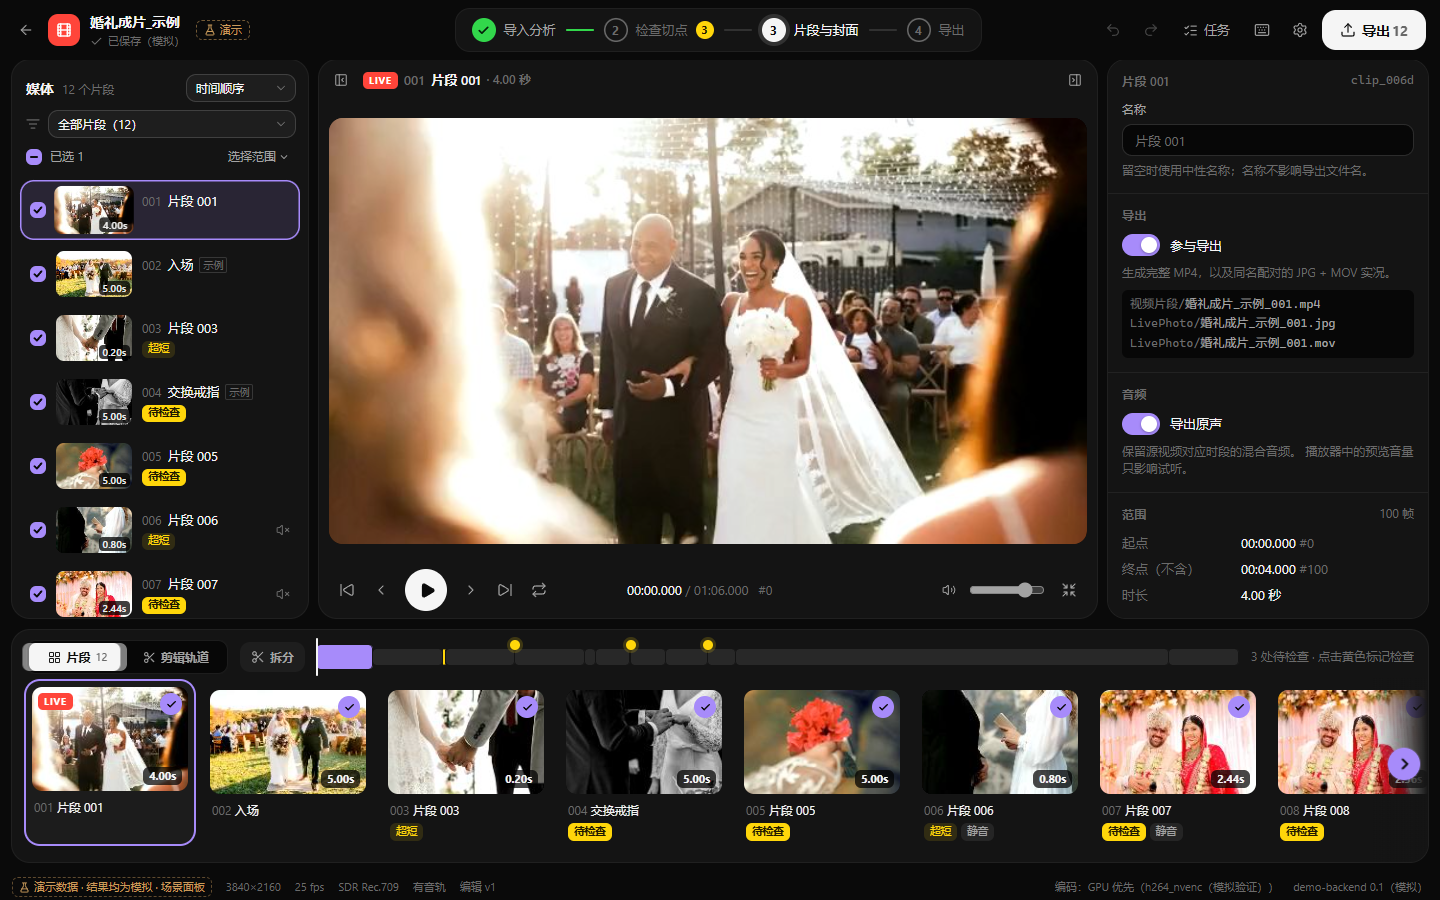 婚礼成片_示例
已保存（模拟）
演示
导入分析
2 检查切点 3
3 片段与封面
4 导出
任务
导出 12
媒体 12 个片段
时间顺序
全部片段（12）
已选 1
选择范围
001 片段 001
4.00s
002 入场 示例
5.00s
003 片段 003
超短
0.20s
004 交换戒指 示例
待检查
5.00s
005 片段 005
待检查
5.00s
006 片段 006
超短
0.80s
007 片段 007
待检查
2.44s
LIVE 001 片段 001 · 4.00 秒
00:00.000 / 01:06.000 #0
片段 001
clip_006d
名称
片段 001
留空时使用中性名称；名称不影响导出文件名。
导出
参与导出
生成完整 MP4，以及同名配对的 JPG + MOV 实况。
视频片段/婚礼成片_示例_001.mp4
LivePhoto/婚礼成片_示例_001.jpg
LivePhoto/婚礼成片_示例_001.mov
音频
导出原声
保留源视频对应时段的混合音频。 播放器中的预览音量
只影响试听。
范围
100 帧
起点 00:00.000 #0
终点（不含） 00:04.000 #100
时长 4.00 秒
片段 12
剪辑轨道
拆分
3 处待检查 · 点击黄色标记检查
LIVE
4.00s
001 片段 001
5.00s
002 入场
0.20s
003 片段 003
超短
5.00s
004 交换戒指
待检查
5.00s
005 片段 005
待检查
0.80s
006 片段 006
超短 静音
2.44s
007 片段 007
待检查 静音
008 片段 008
待检查
演示数据 · 结果均为模拟 · 场景面板
3840×2160 25 fps SDR Rec.709 有音轨 编辑 v1
编码：GPU 优先（h264_nvenc（模拟验证）） demo-backend 0.1（模拟）